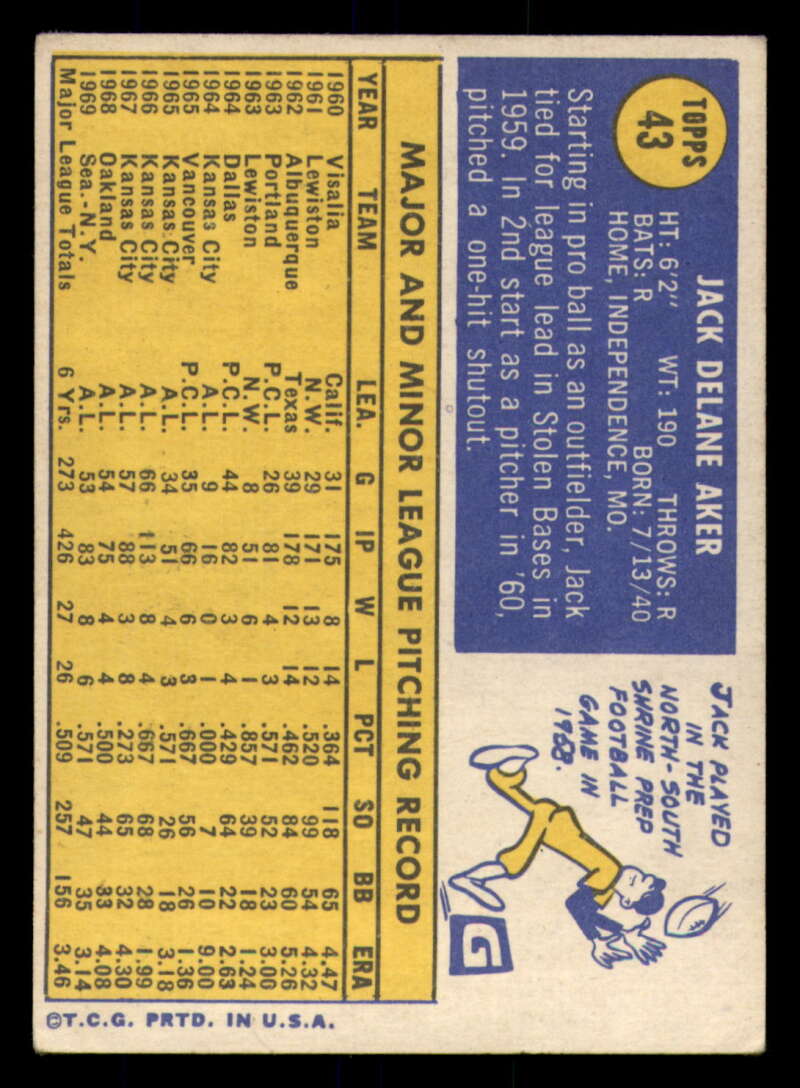 TOPPS
43
JACK DELANE AKER
HT: 6'2" WT: 190 THROWS: R
BATS: R BORN: 7/13/40
HOME, INDEPENDENCE, MO.
Starting in pro ball as an outfielder, Jack
tied for league lead in Stolen Bases in
1959. In 2nd start as a pitcher in '60,
pitched a one-hit shutout.
JACK PLAYED
IN THE
NORTH-SOUTH
SHRINE PREP
FOOTBALL
GAME IN
1958.
G
MAJOR AND MINOR LEAGUE PITCHING RECORD
YEAR TEAM LEA. G IP W L PCT SO BB ERA
1960 Visalia Calif. 31 175 8 14 .364 118 65 4.47
1961 Lewiston N.W. 29 171 13 12 .520 99 54 4.32
1962 Albuquerque Texas 39 178 12 14 .462 84 60 5.26
1963 Portland P.C.L. 26 81 4 3 .571 52 23 3.00
1963 Lewiston N.W. 8 51 6 1 .857 39 18 1.24
1964 Dallas P.C.L. 44 82 3 4 .429 64 22 2.63
1964 Kansas City A.L. 9 16 0 1 .000 7 10 9.00
1965 Vancouver P.C.L. 35 66 6 3 .667 56 26 1.36
1965 Kansas City A.L. 34 51 4 3 .571 26 18 3.18
1966 Kansas City A.L. 66 113 8 4 .667 68 28 1.99
1967 Kansas City A.L. 57 88 3 8 .273 65 32 4.30
1968 Oakland A.L. 54 75 4 4 .500 44 33 4.08
1969 Sea.-N.Y. A.L. 53 83 8 6 .571 47 35 3.14
Major League Totals 6 Yrs. 273 426 27 26 .509 257 156 3.46
©T.C.G. PRTD. IN U.S.A.